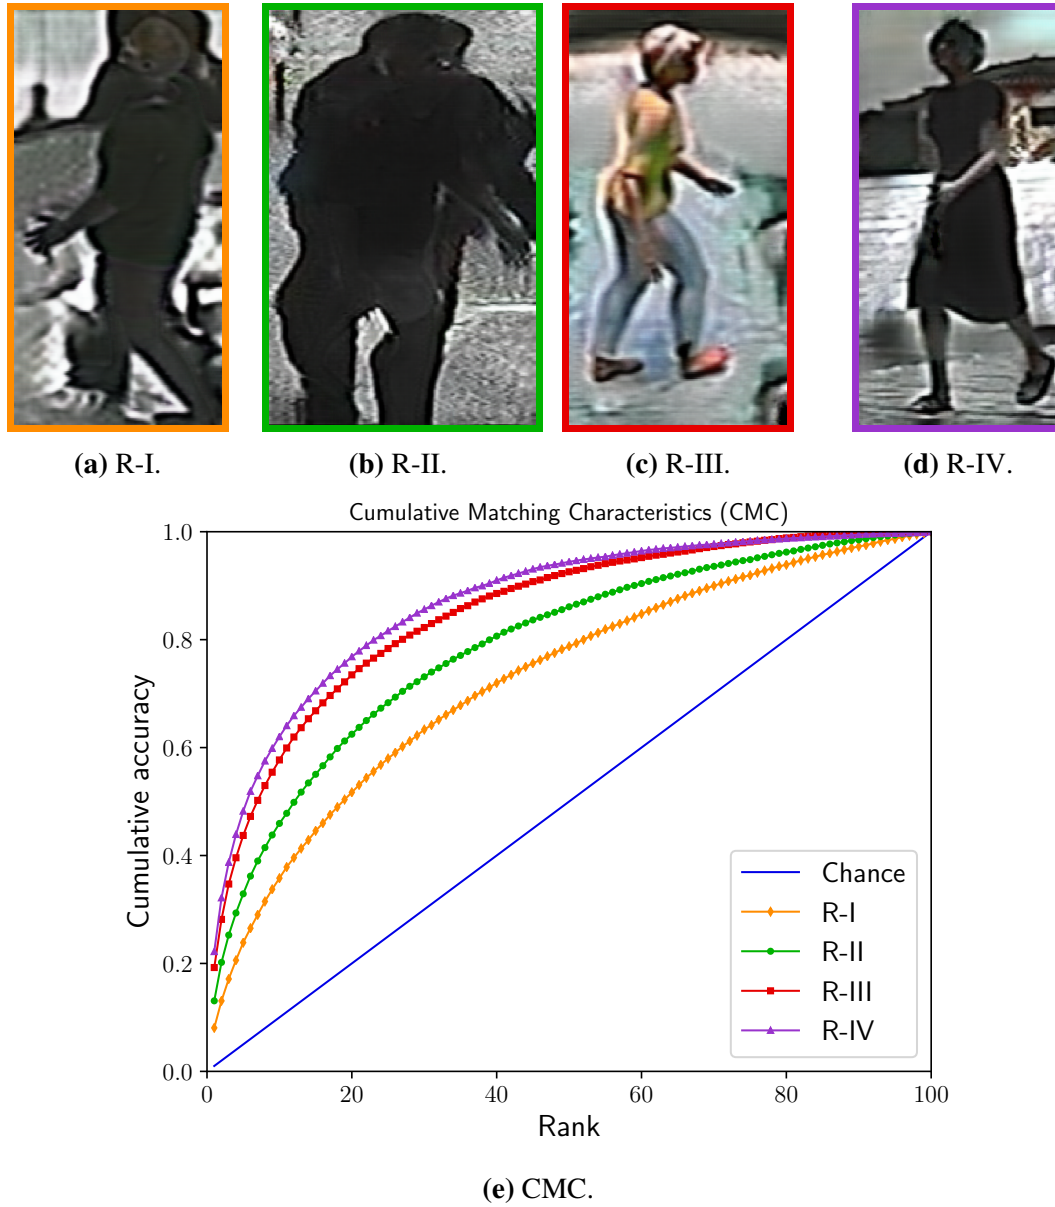 (a) R-I.
(b) R-II.
(c) R-III.
(d) R-IV.
Cumulative Matching Characteristics (CMC)
1.0
0.8
0.6
0.4
0.2
0.0
Cumulative accuracy
Chance
R-I
R-II
R-III
R-IV
0 20 40 60 80 100
Rank
(e) CMC.